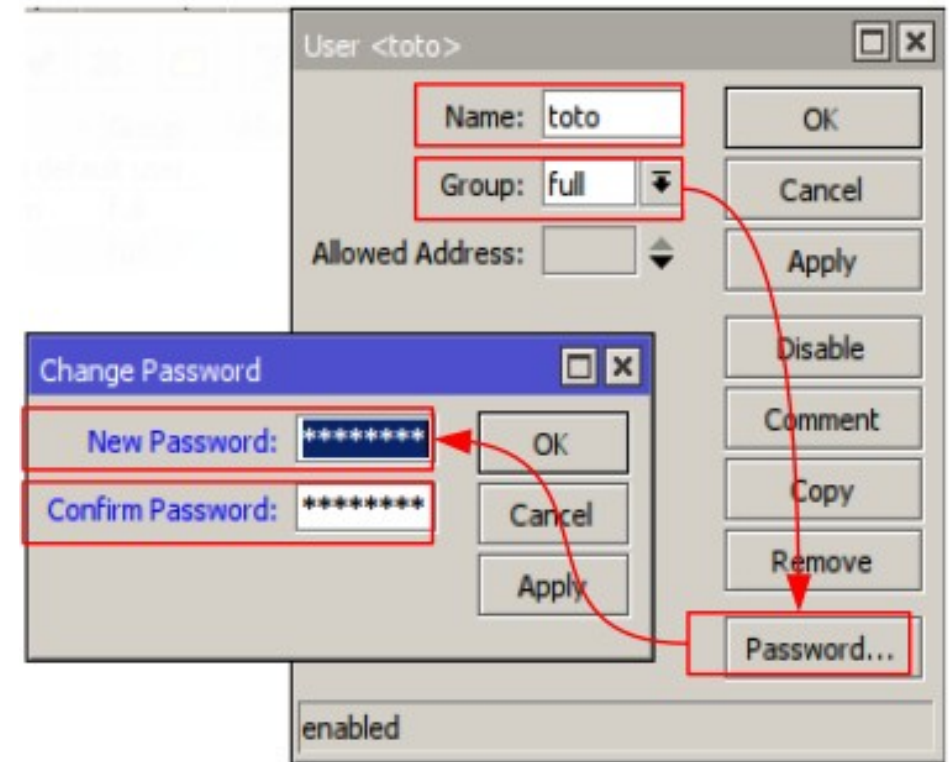 User <toto>
Name: toto
OK
Group: full
Cancel
Allowed Address:
Apply
Disable
Change Password
Comment
New Password: ********
OK
Copy
Confirm Password: ********
Cancel
Remove
Apply
Password...
enabled